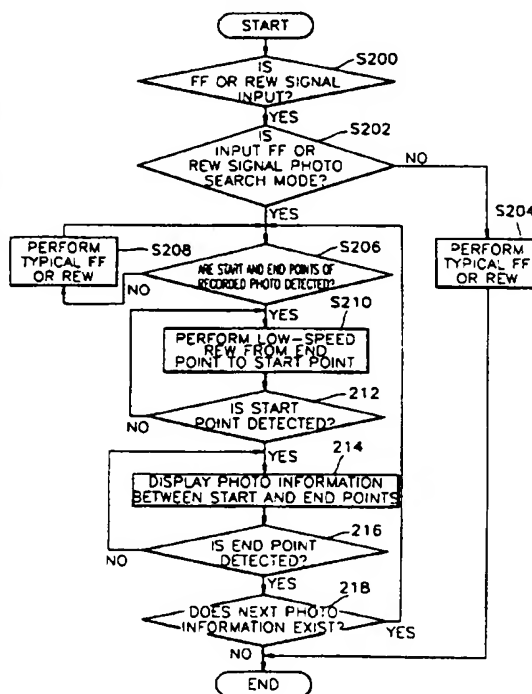 START
IS
FF OR REW SIGNAL
INPUT?
S200
YES
IS
INPUT FF OR
REW SIGNAL PHOTO
SEARCH MODE?
S202
NO
YES
S204
PERFORM
TYPICAL FF
OR REW
S208
PERFORM
TYPICAL FF
OR REW
S206
ARE START AND END POINTS OF
RECORDED PHOTO DETECTED?
NO
YES
S210
PERFORM LOW-SPEED
REW FROM END
POINT TO START POINT
212
IS START
POINT DETECTED?
NO
YES
214
DISPLAY PHOTO INFORMATION
BETWEEN START AND END POINTS
216
IS END POINT
DETECTED?
NO
YES
218
DOES NEXT PHOTO
INFORMATION EXIST?
YES
NO
END